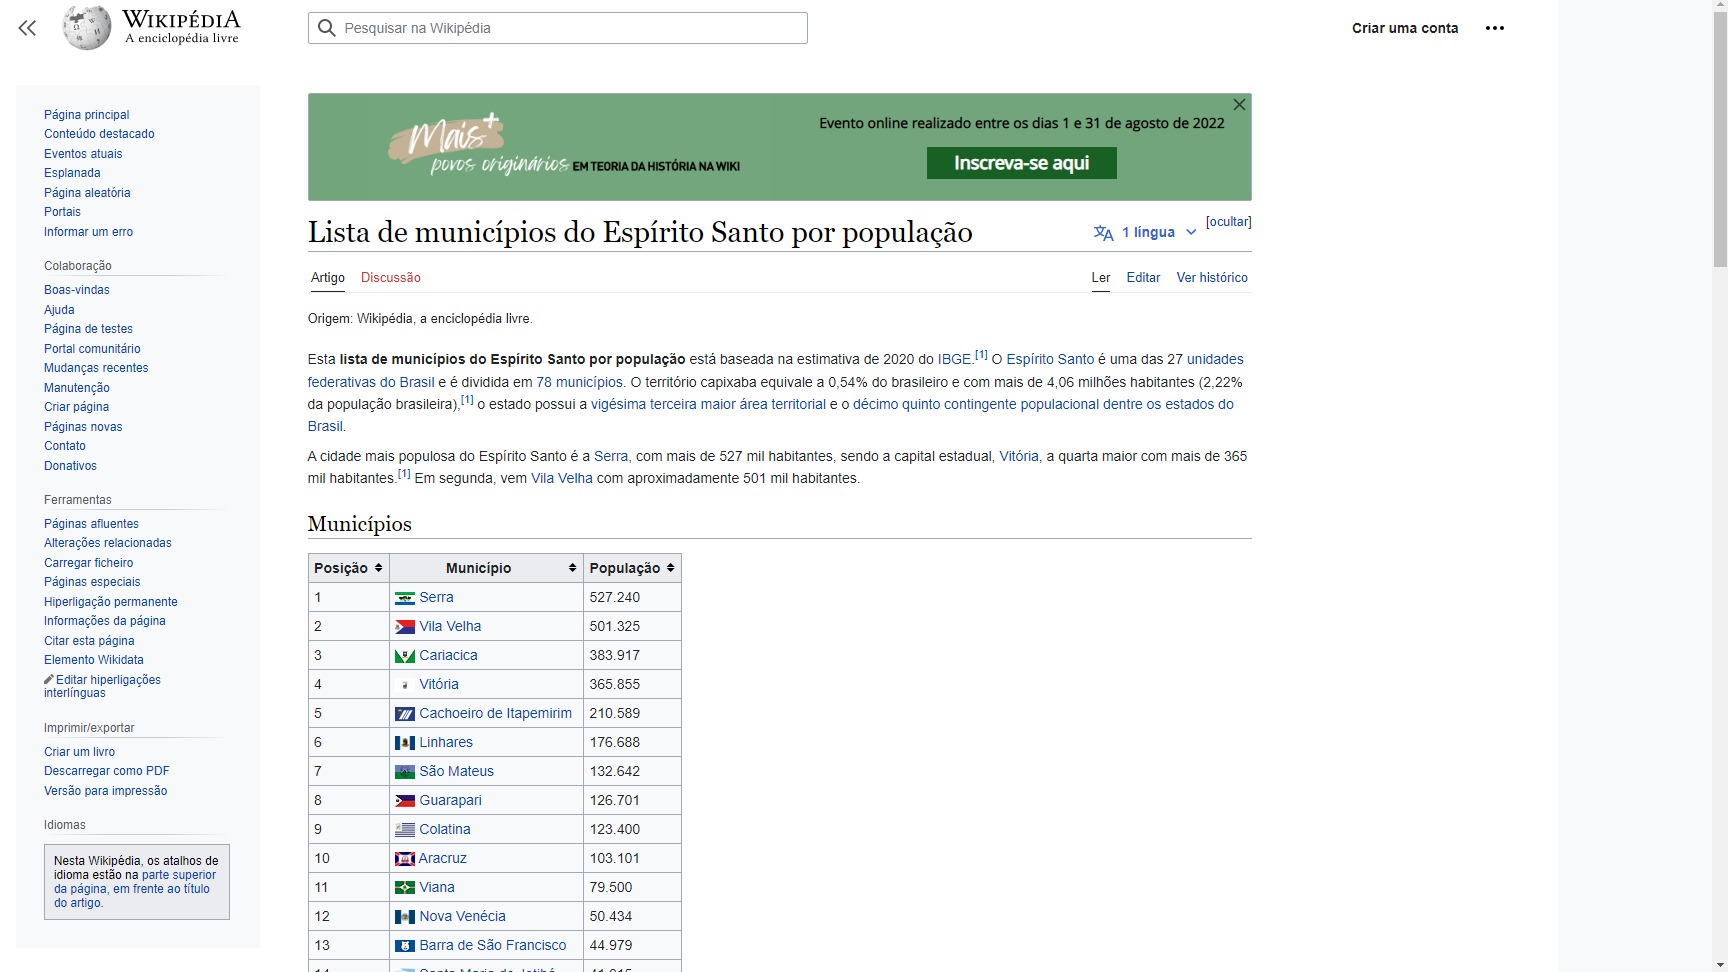 WIKIPÉDIA
A enciclopédia livre
Pesquisar na Wikipédia
Criar uma conta
Página principal
Conteúdo destacado
Eventos atuais
Esplanada
Página aleatória
Portais
Informar um erro
Colaboração
Boas-vindas
Ajuda
Página de testes
Portal comunitário
Mudanças recentes
Manutenção
Criar página
Páginas novas
Contato
Donativos
Ferramentas
Páginas afluentes
Alterações relacionadas
Carregar ficheiro
Páginas especiais
Hiperligação permanente
Informações da página
Citar esta página
Elemento Wikidata
Editar hiperligações
interlínguas
Imprimir/exportar
Criar um livro
Descarregar como PDF
Versão para impressão
Idiomas
Nesta Wikipédia, os atalhos de
idioma estão na parte superior
da página, em frente ao título
do artigo.
Mais+
povos originários EM TEORIA DA HISTÓRIA NA WIKI
Evento online realizado entre os dias 1 e 31 de agosto de 2022
Inscreva-se aqui
[ocultar]
Lista de municípios do Espírito Santo por população
1 língua
Artigo Discussão Ler Editar Ver histórico
Origem: Wikipédia, a enciclopédia livre.
Esta lista de municípios do Espírito Santo por população está baseada na estimativa de 2020 do IBGE.[1] O Espírito Santo é uma das 27 unidades
federativas do Brasil e é dividida em 78 municípios. O território capixaba equivale a 0,54% do brasileiro e com mais de 4,06 milhões habitantes (2,22%
da população brasileira),[1] o estado possui a vigésima terceira maior área territorial e o décimo quinto contingente populacional dentre os estados do
Brasil.
A cidade mais populosa do Espírito Santo é a Serra, com mais de 527 mil habitantes, sendo a capital estadual, Vitória, a quarta maior com mais de 365
mil habitantes.[1] Em segunda, vem Vila Velha com aproximadamente 501 mil habitantes.
Municípios
Posição Município População
1 Serra 527.240
2 Vila Velha 501.325
3 Cariacica 383.917
4 Vitória 365.855
5 Cachoeiro de Itapemirim 210.589
6 Linhares 176.688
7 São Mateus 132.642
8 Guarapari 126.701
9 Colatina 123.400
10 Aracruz 103.101
11 Viana 79.500
12 Nova Venécia 50.434
13 Barra de São Francisco 44.979